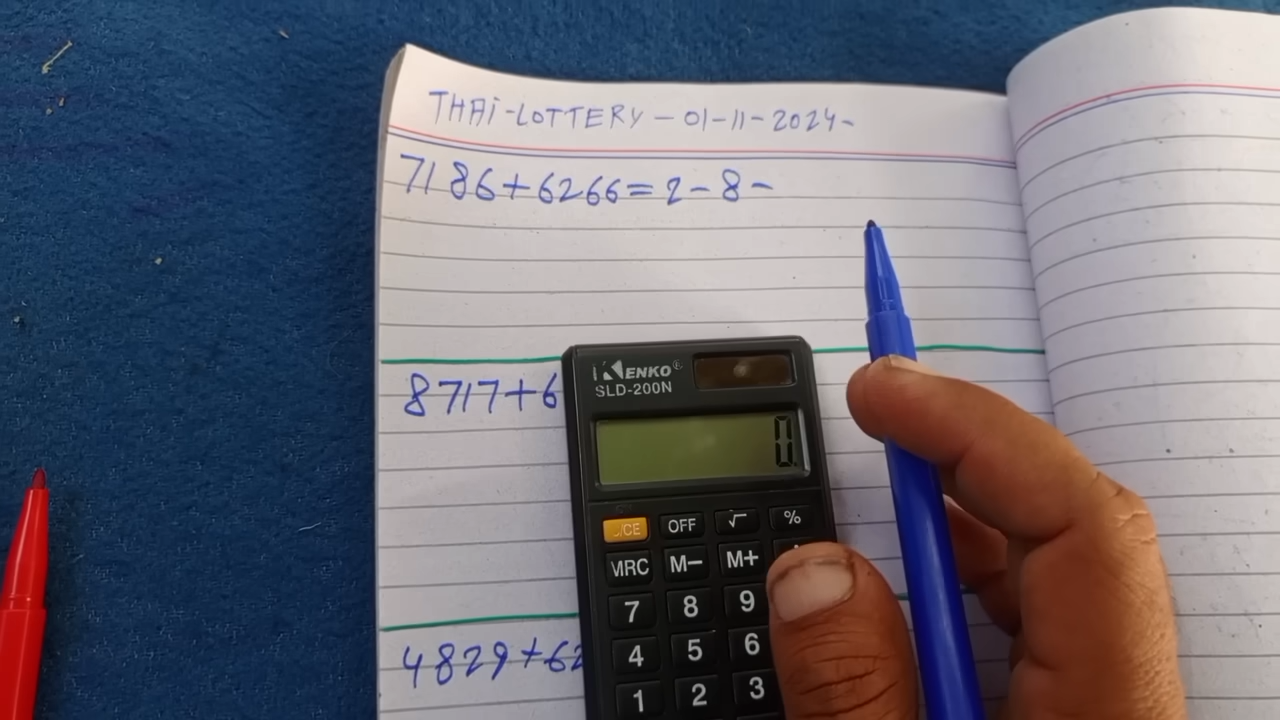 THAI-LOTTERY-01-11-2024-
7186+6266=2-8-
8717+6
KENKO®
SLD-200N
0.
OFF √ %
MRC M− M+
7 8 9
4829+62
4 5 6
1 2 3